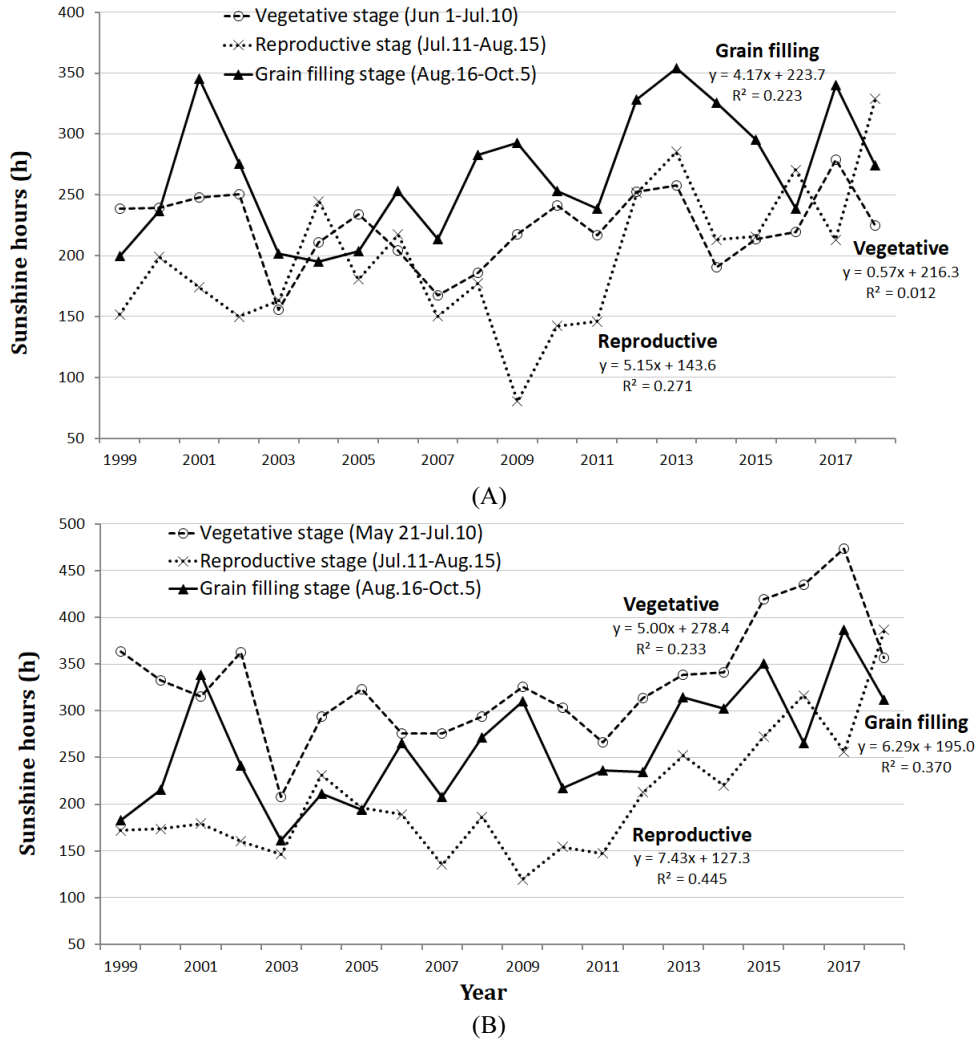 400
350
300
250
200
150
100
50
Sunshine hours (h)
Vegetative stage (Jun 1-Jul.10)
Reproductive stag (Jul.11-Aug.15)
Grain filling stage (Aug.16-Oct.5)
Grain filling
y = 4.17x + 223.7
R² = 0.223
Vegetative
y = 0.57x + 216.3
R² = 0.012
Reproductive
y = 5.15x + 143.6
R² = 0.271
1999 2001 2003 2005 2007 2009 2011 2013 2015 2017
(A)
500
450
400
350
300
250
200
150
100
50
Sunshine hours (h)
Vegetative stage (May 21-Jul.10)
Reproductive stage (Jul.11-Aug.15)
Grain filling stage (Aug.16-Oct.5)
Vegetative
y = 5.00x + 278.4
R² = 0.233
Grain filling
y = 6.29x + 195.0
R² = 0.370
Reproductive
y = 7.43x + 127.3
R² = 0.445
1999 2001 2003 2005 2007 2009 2011 2013 2015 2017
Year
(B)